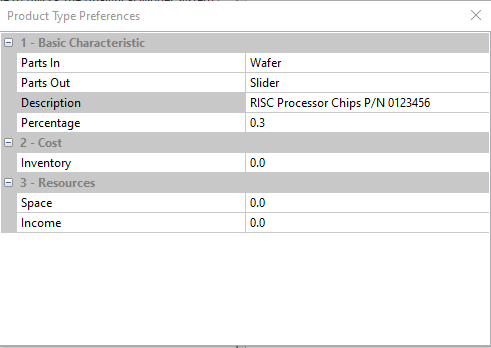 Product Type Preferences
1 - Basic Characteristic
Parts In Wafer
Parts Out Slider
Description RISC Processor Chips P/N 0123456
Percentage 0.3
2 - Cost
Inventory 0.0
3 - Resources
Space 0.0
Income 0.0